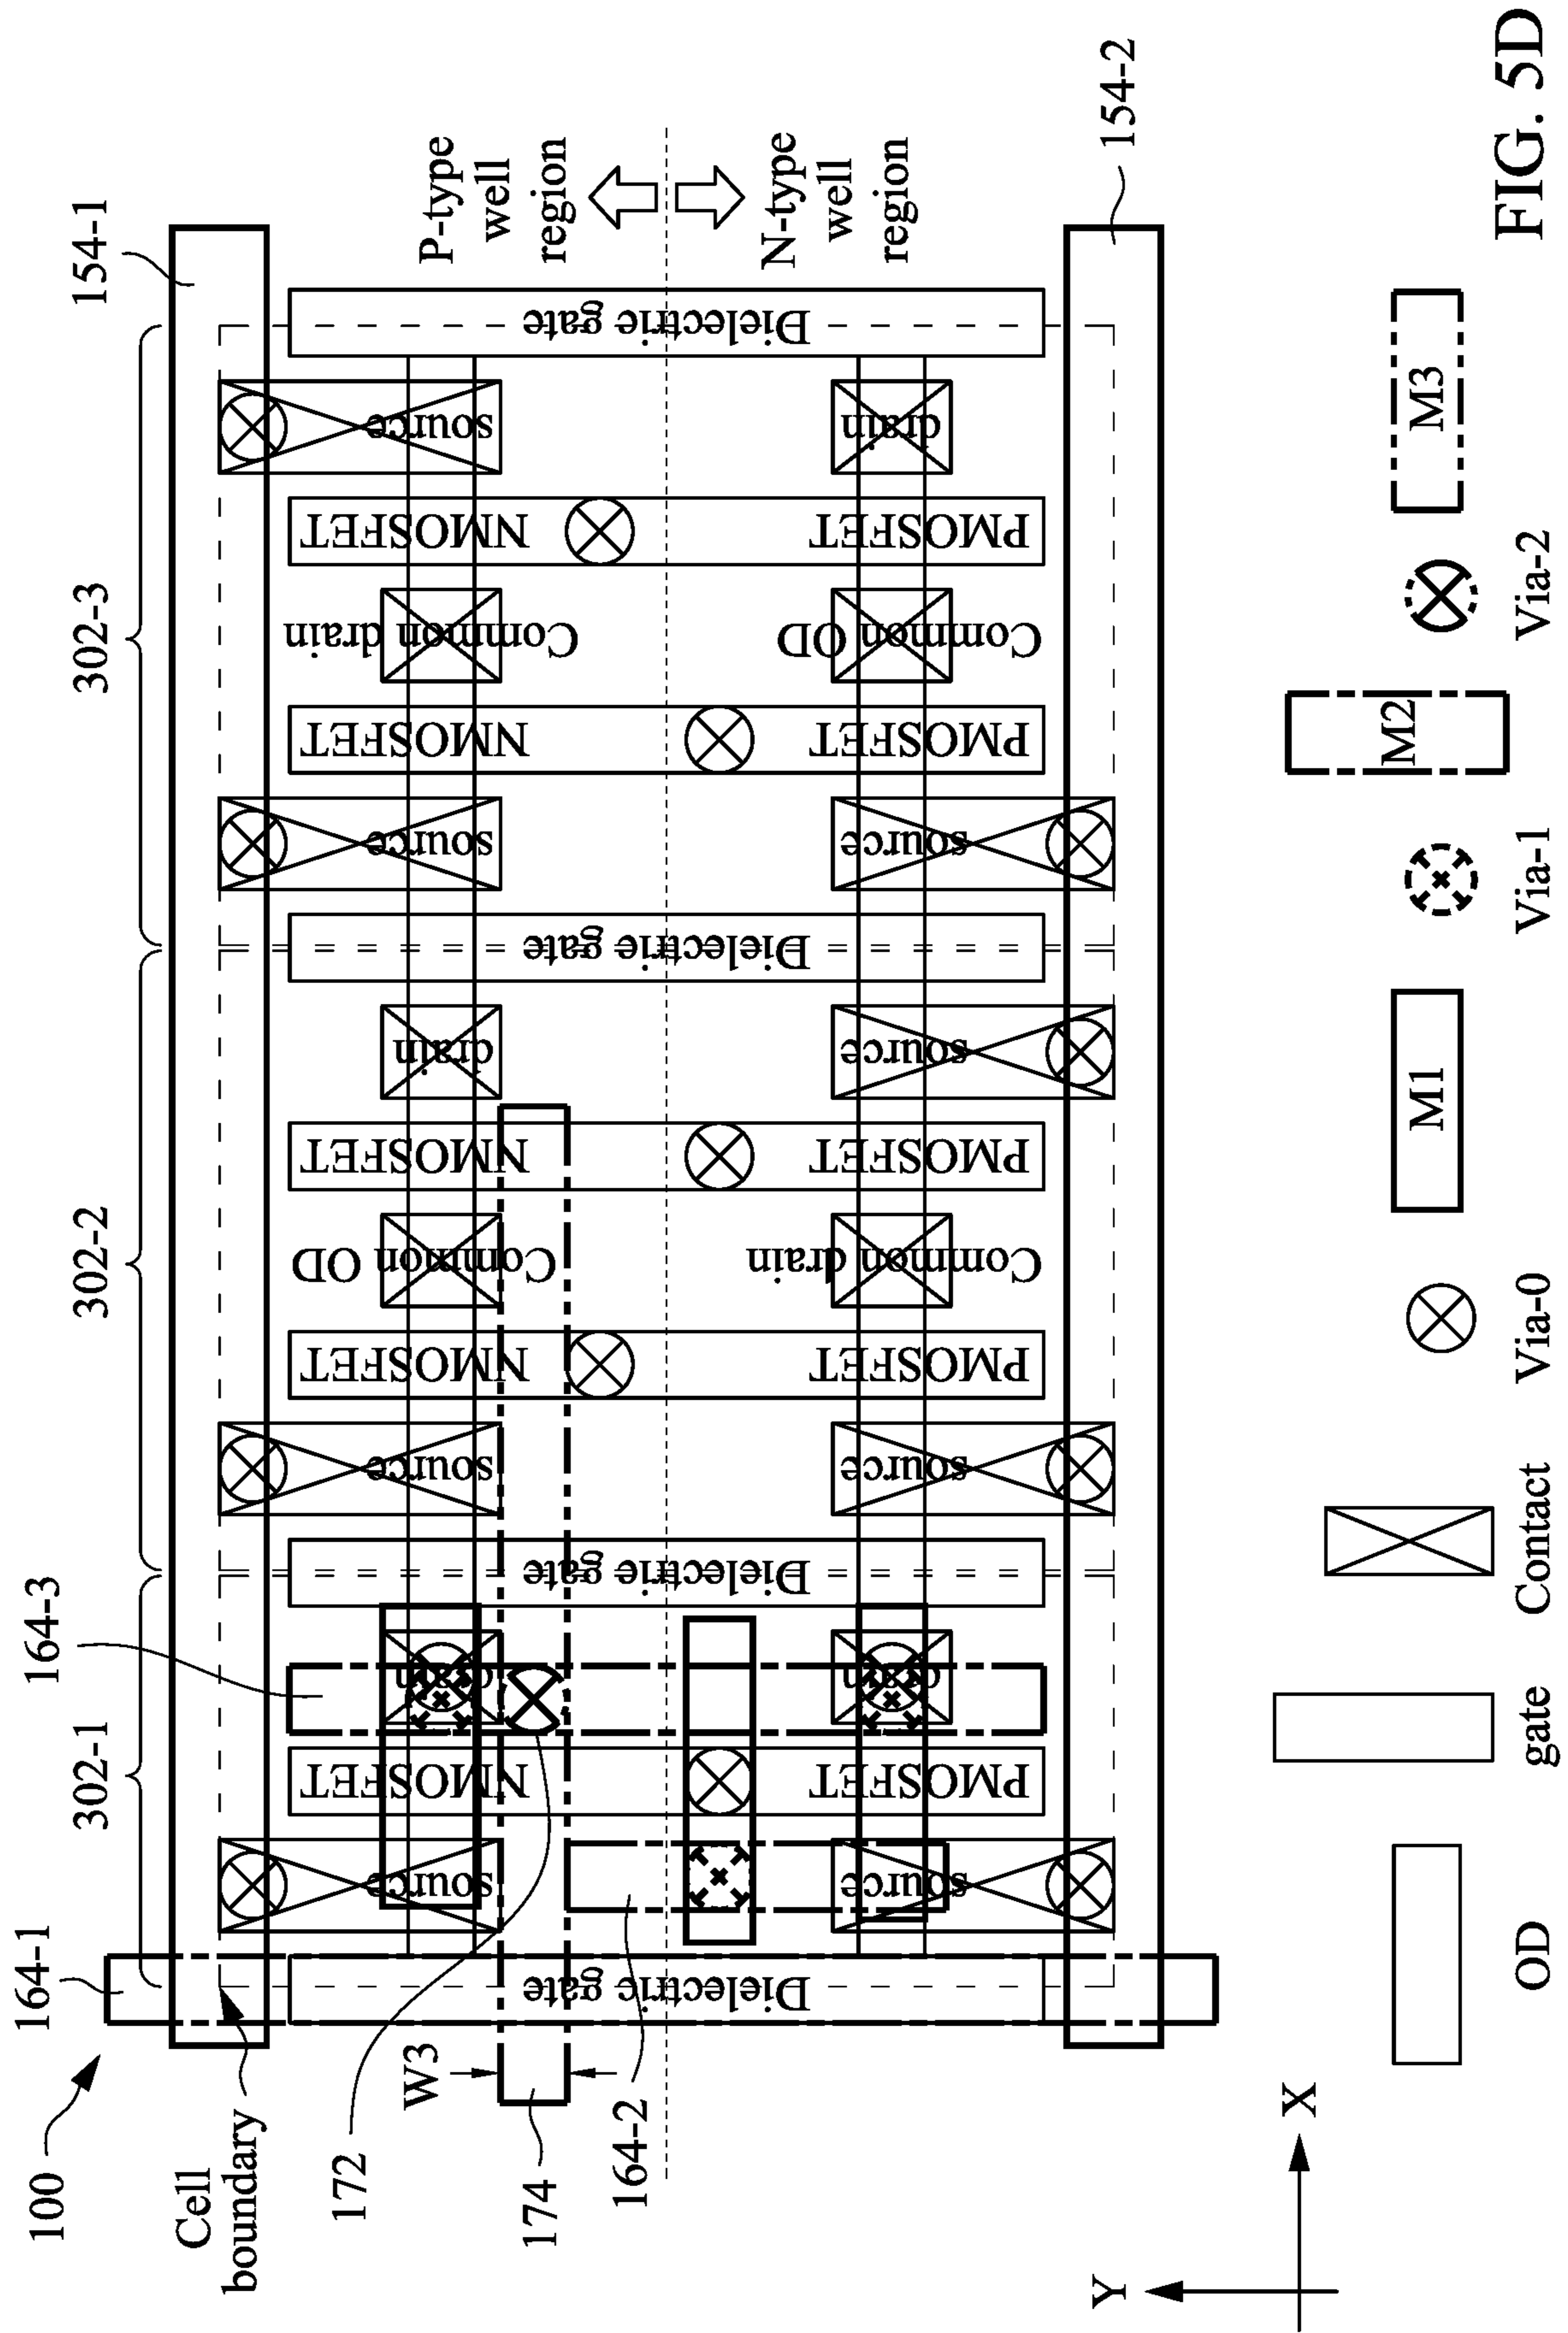 100
164-1
302-1
164-3
302-2
302-3
154-1
Cell
boundary
172
W3
174
164-2
P-type
well
region
N-type
well
region
154-2
Dielectric gate
source
NMOSFET
drain
Dielectric gate
source
NMOSFET
Common OD
NMOSFET
drain
Dielectric gate
source
NMOSFET
Common drain
NMOSFET
source
Dielectric gate
source
PMOSFET
drain
source
PMOSFET
Common drain
PMOSFET
source
source
PMOSFET
Common OD
PMOSFET
drain
Y
X
OD
gate
Contact
Via-0
M1
Via-1
M2
Via-2
M3
FIG. 5D